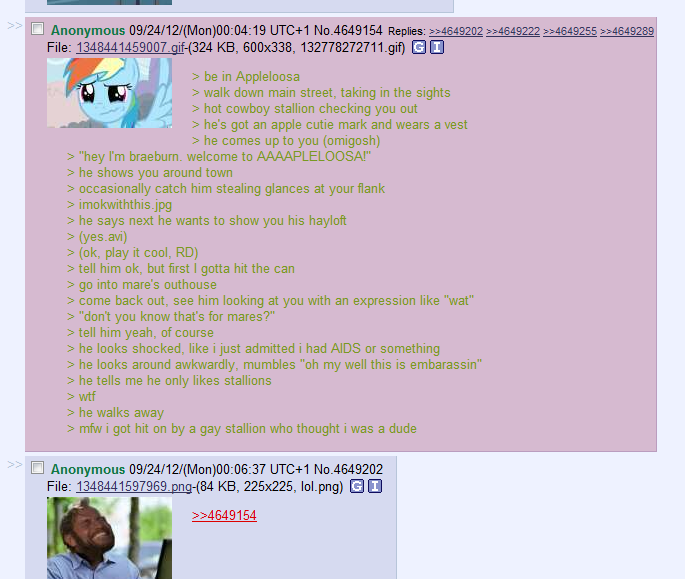 >> Anonymous 09/24/12/(Mon)00:04:19 UTC+1 No.4649154 Replies: >>4649202 >>4649222 >>4649255 >>4649289
File: 1348441459007.gif-(324 KB, 600x338, 132778272711.gif) G I
> be in Appleloosa
> walk down main street, taking in the sights
> hot cowboy stallion checking you out
> he's got an apple cutie mark and wears a vest
> he comes up to you (omigosh)
> "hey I'm braeburn. welcome to AAAAPLELOOSA!"
> he shows you around town
> occasionally catch him stealing glances at your flank
> imokwiththis.jpg
> he says next he wants to show you his hayloft
> (yes.avi)
> (ok, play it cool, RD)
> tell him ok, but first I gotta hit the can
> go into mare's outhouse
> come back out, see him looking at you with an expression like "wat"
> "don't you know that's for mares?"
> tell him yeah, of course
> he looks shocked, like i just admitted i had AIDS or something
> he looks around awkwardly, mumbles "oh my well this is embarassin"
> he tells me he only likes stallions
> wtf
> he walks away
> mfw i got hit on by a gay stallion who thought i was a dude
>> Anonymous 09/24/12/(Mon)00:06:37 UTC+1 No.4649202
File: 1348441597969.png-(84 KB, 225x225, lol.png) G I
>>4649154